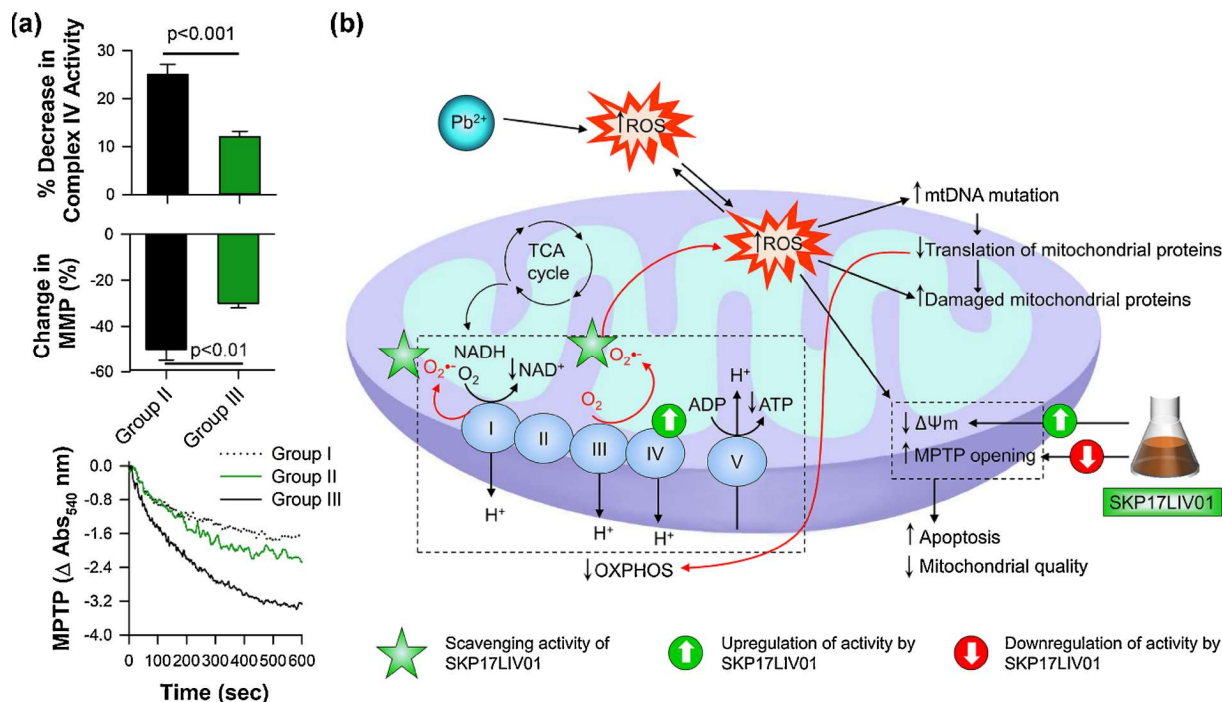 (a)
p<0.001
% Decrease in
Complex IV Activity
30
20
10
0
Change in
MMP (%)
0
-20
-40
-60
p<0.01
Group II
Group III
Group I
Group II
Group III
MPTP (Δ Abs₅₄₀ nm)
0.0
-0.8
-1.6
-2.4
-3.2
-4.0
0
100
200
300
400
500
600
Time (sec)
(b)
Pb²⁺
↑ROS
↑ROS
↑mtDNA mutation
↓Translation of mitochondrial proteins
↑Damaged mitochondrial proteins
TCA
cycle
NADH
O₂•-
O₂
↓NAD⁺
O₂•-
O₂
H⁺
ADP
↓ATP
I
II
III
IV
V
H⁺
H⁺
H⁺
↓OXPHOS
↓ΔΨm
↑MPTP opening
↑Apoptosis
↓Mitochondrial quality
SKP17LIV01
Scavenging activity of
SKP17LIV01
Upregulation of activity by
SKP17LIV01
Downregulation of activity by
SKP17LIV01